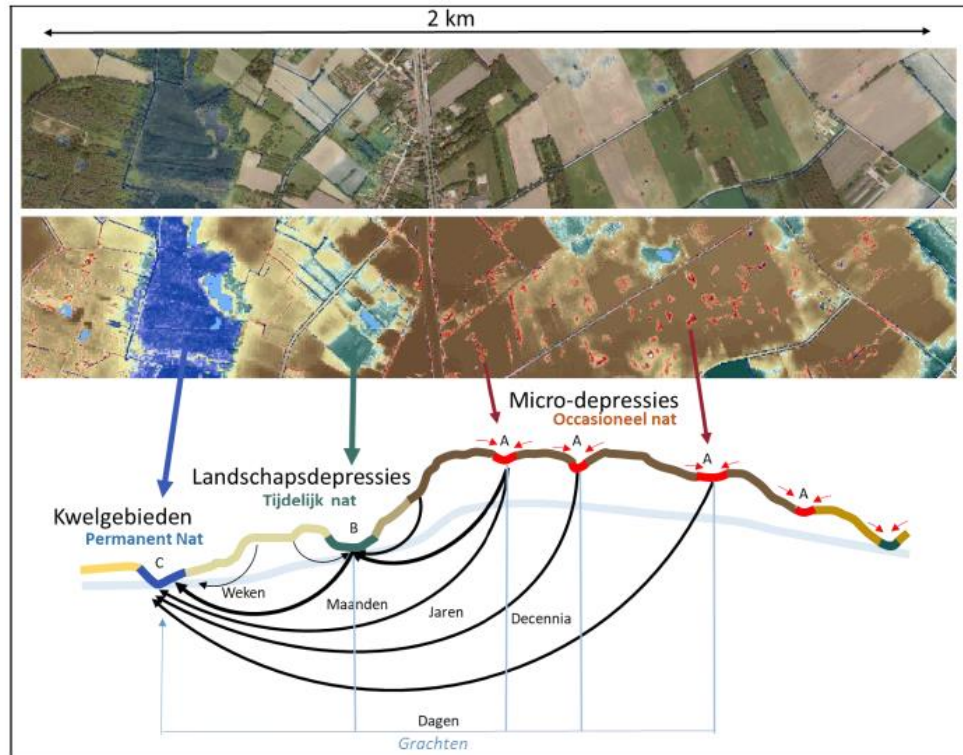 2 km
Micro-depressies
Occasioneel nat
A
A
A
A
Landschapsdepressies
Tijdelijk nat
B
Kwelgebieden
Permanent Nat
C
Weken
Maanden
Jaren
Decennia
Dagen
Grachten